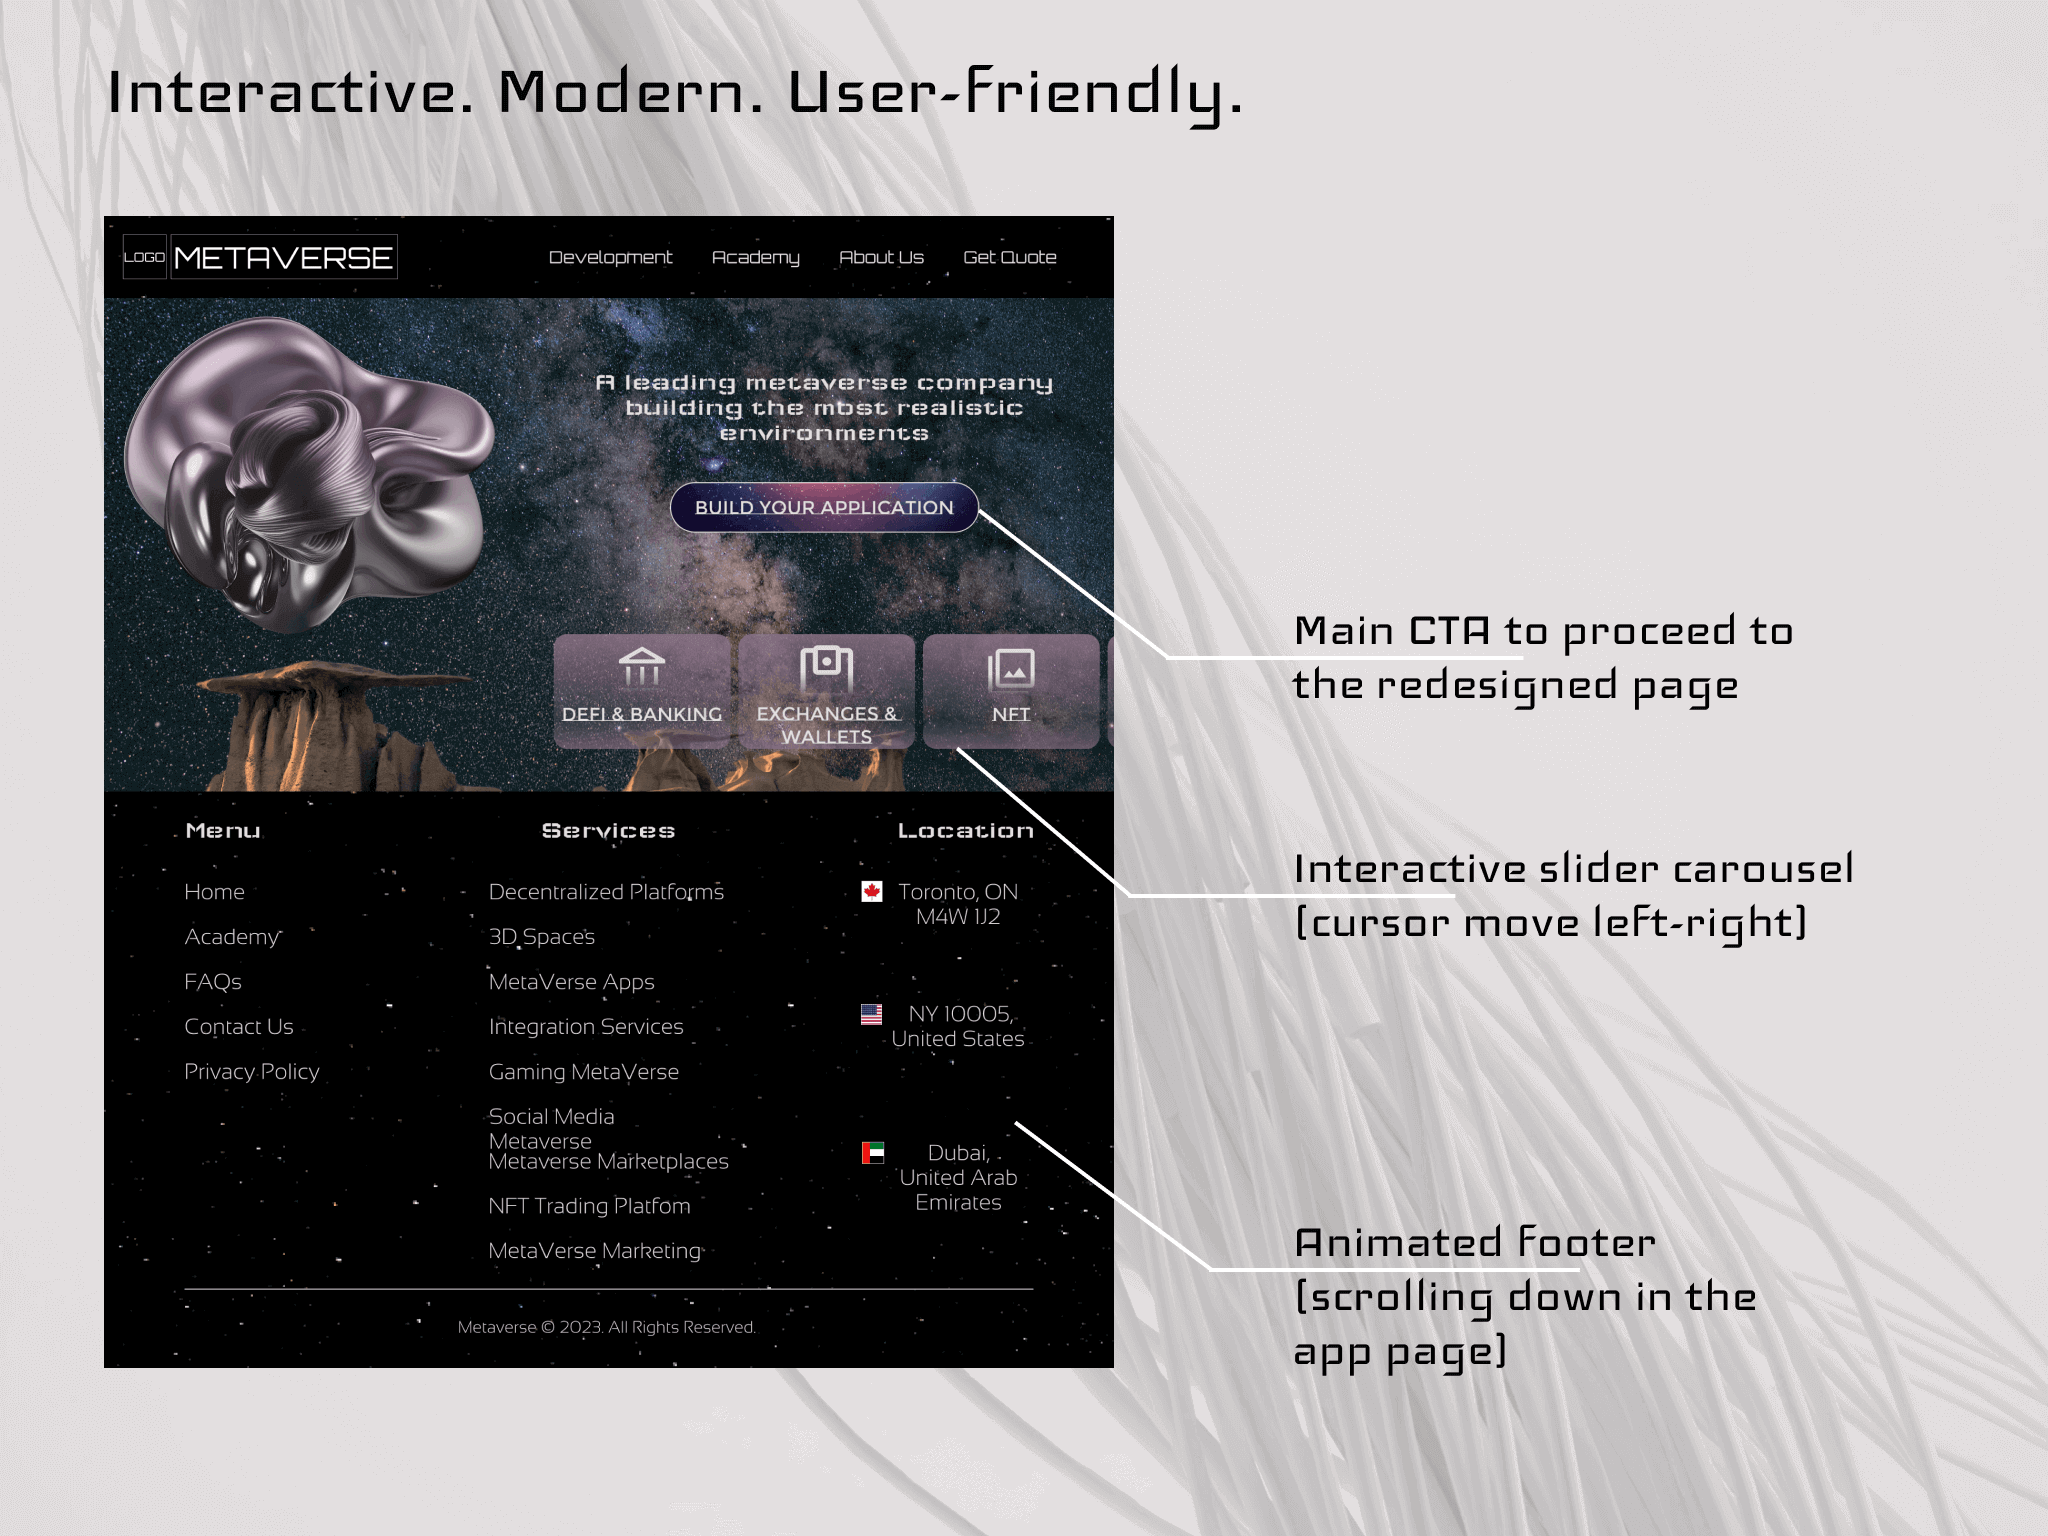 Interactive. Modern. User-friendly.
LOGO METAVERSE
Development Academy About Us Get Quote
A leading metaverse company
building the most realistic
environments
BUILD YOUR APPLICATION
DEFI & BANKING
EXCHANGES &
WALLETS
NFT
Main CTA to proceed to
the redesigned page
Interactive slider carousel
(cursor move left-right)
Menu
Home
Academy
FAQs
Contact Us
Privacy Policy
Services
Decentralized Platforms
3D Spaces
MetaVerse Apps
Integration Services
Gaming MetaVerse
Social Media
Metaverse
Metaverse Marketplaces
NFT Trading Platfom
MetaVerse Marketing
Location
Toronto, ON
M4W 1J2
NY 10005,
United States
Dubai,
United Arab
Emirates
Metaverse © 2023. All Rights Reserved.
Animated footer
(scrolling down in the
app page)